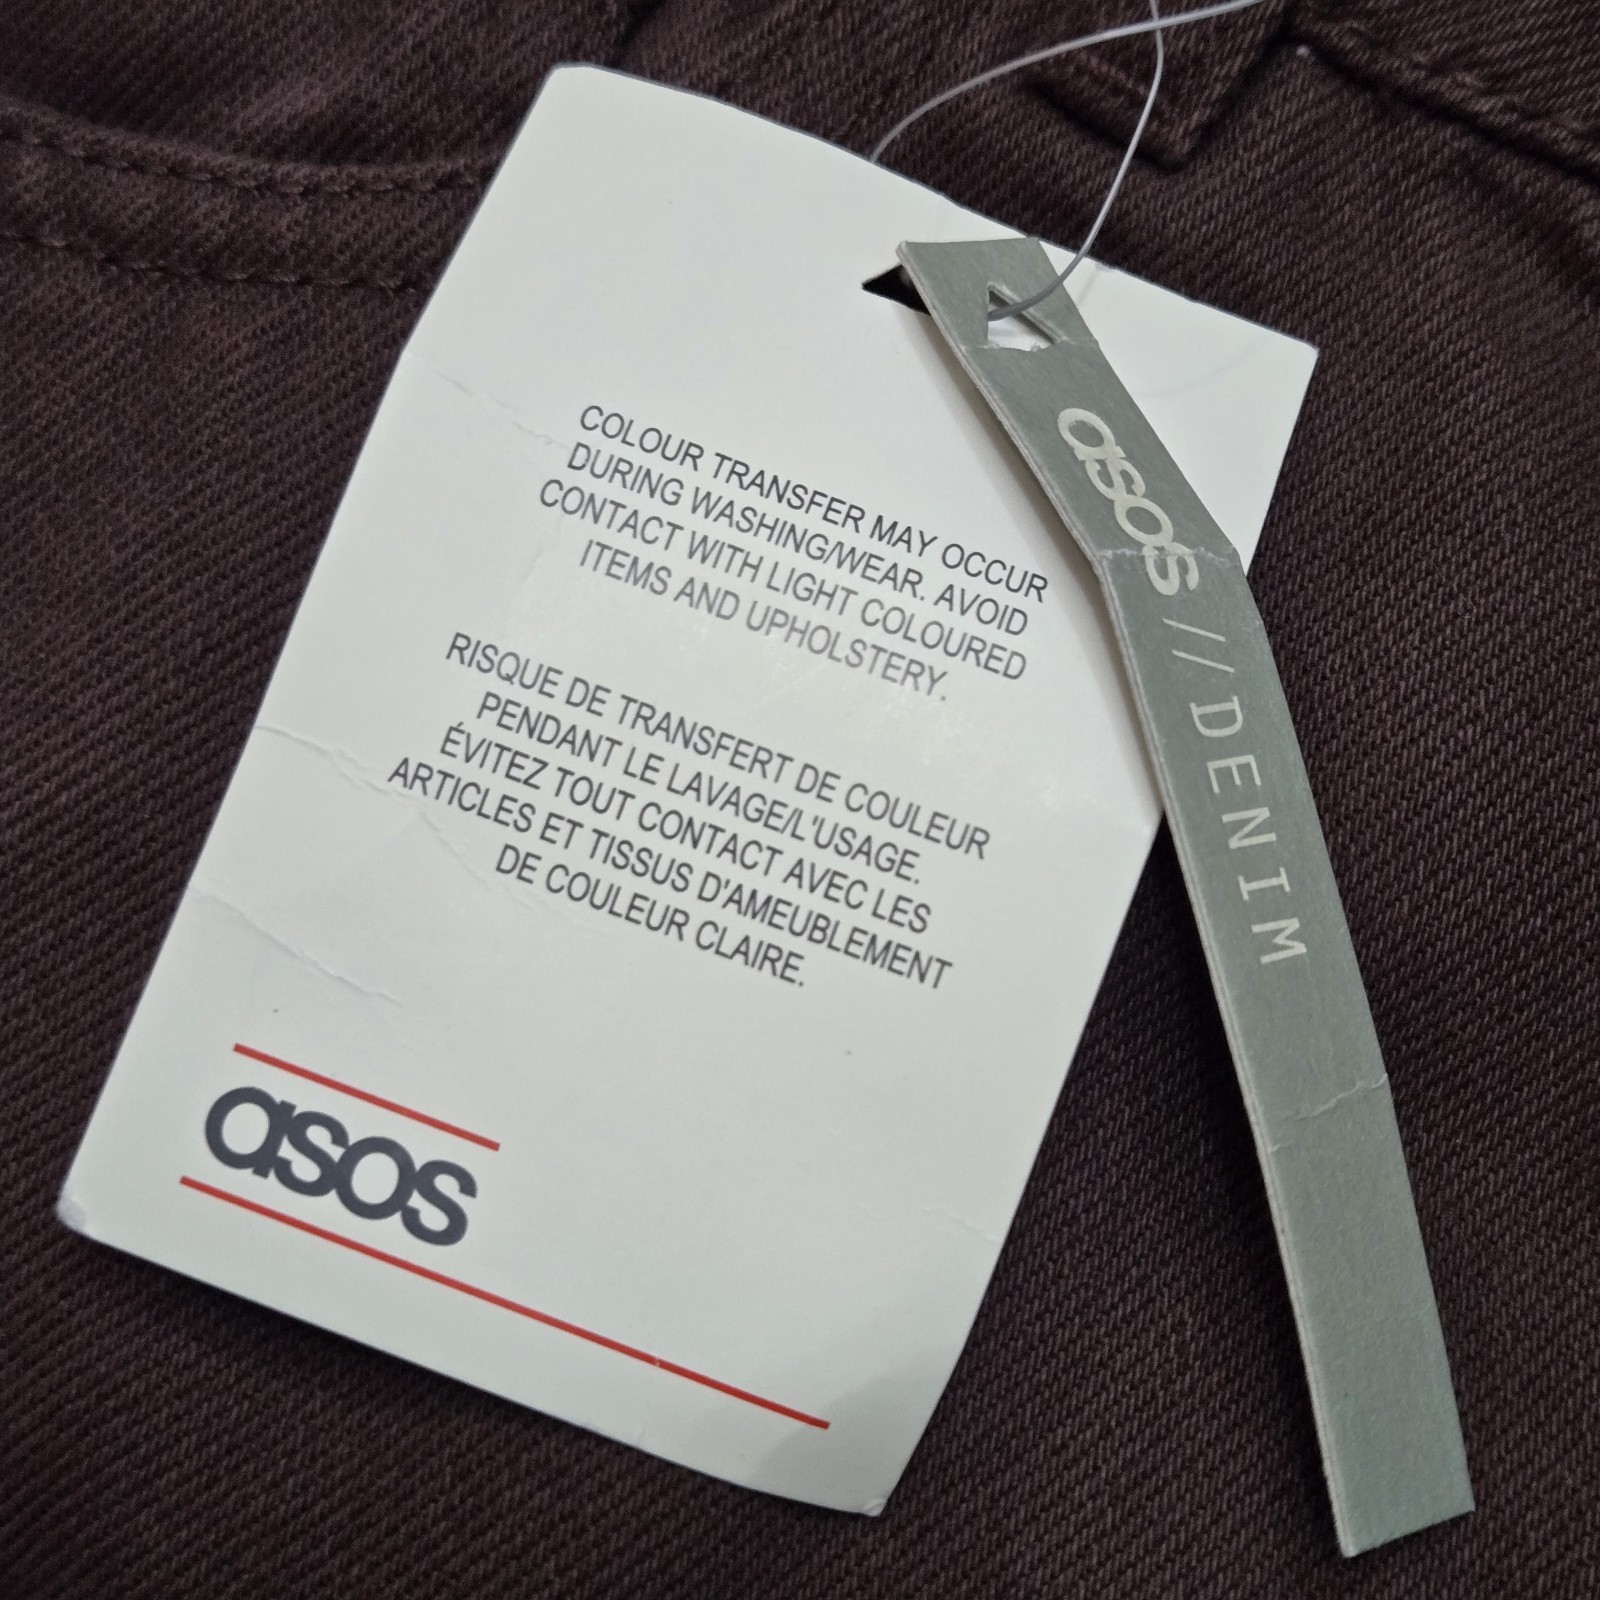 COLOUR TRANSFER MAY OCCUR
DURING WASHING/WEAR. AVOID
CONTACT WITH LIGHT COLOURED
ITEMS AND UPHOLSTERY.
RISQUE DE TRANSFERT DE COULEUR
PENDANT LE LAVAGE/L'USAGE.
ÉVITEZ TOUT CONTACT AVEC LES
ARTICLES ET TISSUS D'AMEUBLEMENT
DE COULEUR CLAIRE.
asos
asos // DENIM